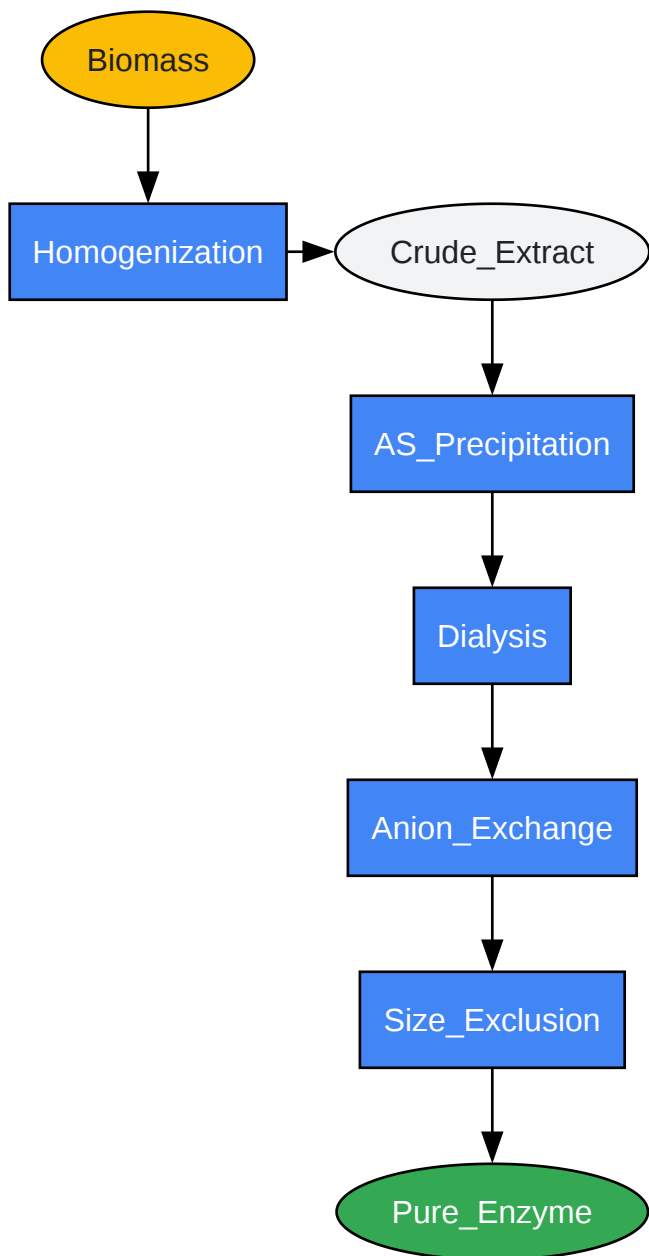 Biomass
Homogenization
Crude_Extract
AS_Precipitation
Dialysis
Anion_Exchange
Size_Exclusion
Pure_Enzyme